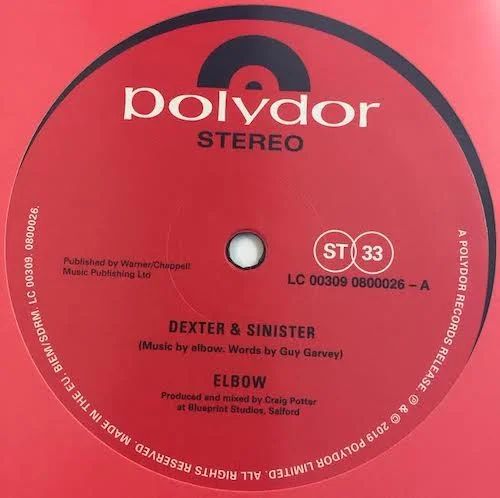 polydor
STEREO
Published by Warner/Chappell
Music Publishing Ltd
ST 33
LC 00309 0800026 – A
DEXTER & SINISTER
(Music by elbow. Words by Guy Garvey)
ELBOW
Produced and mixed by Craig Potter
at Blueprint Studios, Salford
A POLYDOR RECORDS RELEASE. ℗ & © 2019 POLYDOR LIMITED. ALL RIGHTS RESERVED. MADE IN THE EU. BIEM/SDRM. LC 00309. 0800026.